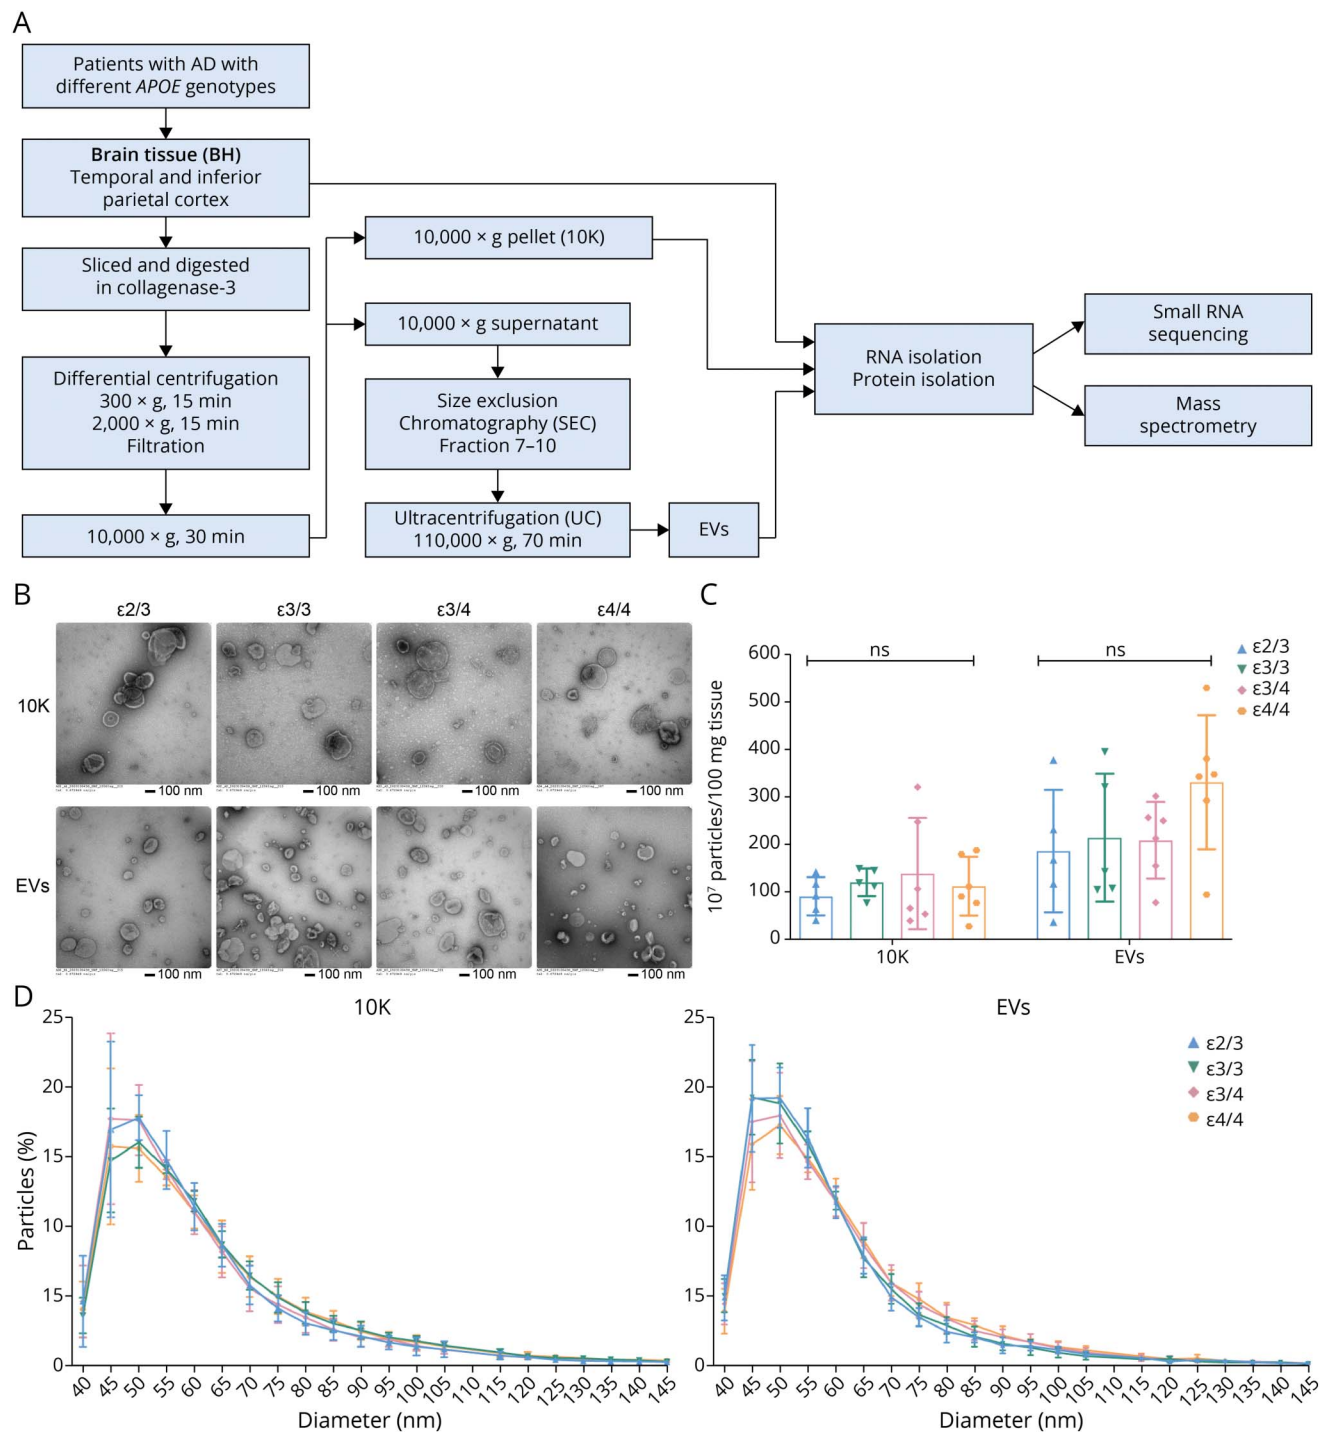 A
Patients with AD with
different APOE genotypes
Brain tissue (BH)
Temporal and inferior
parietal cortex
Sliced and digested
in collagenase-3
Differential centrifugation
300 × g, 15 min
2,000 × g, 15 min
Filtration
10,000 × g, 30 min
10,000 × g pellet (10K)
10,000 × g supernatant
Size exclusion
Chromatography (SEC)
Fraction 7–10
Ultracentrifugation (UC)
110,000 × g, 70 min
EVs
RNA isolation
Protein isolation
Small RNA
sequencing
Mass
spectrometry
B
ε2/3 ε3/3 ε3/4 ε4/4
10K
100 nm 100 nm 100 nm 100 nm
EVs
100 nm 100 nm 100 nm 100 nm
C
10⁷ particles/100 mg tissue
600
500
400
300
200
100
0
ns ns
10K EVs
ε2/3
ε3/3
ε3/4
ε4/4
D
10K
Particles (%)
25
20
15
10
15
0
40 45 50 55 60 65 70 75 80 85 90 95 100 105 110 115 120 125 130 135 140 145
Diameter (nm)
EVs
25
20
15
10
15
0
40 45 50 55 60 65 70 75 80 85 90 95 100 105 110 115 120 125 130 135 140 145
Diameter (nm)
ε2/3
ε3/3
ε3/4
ε4/4